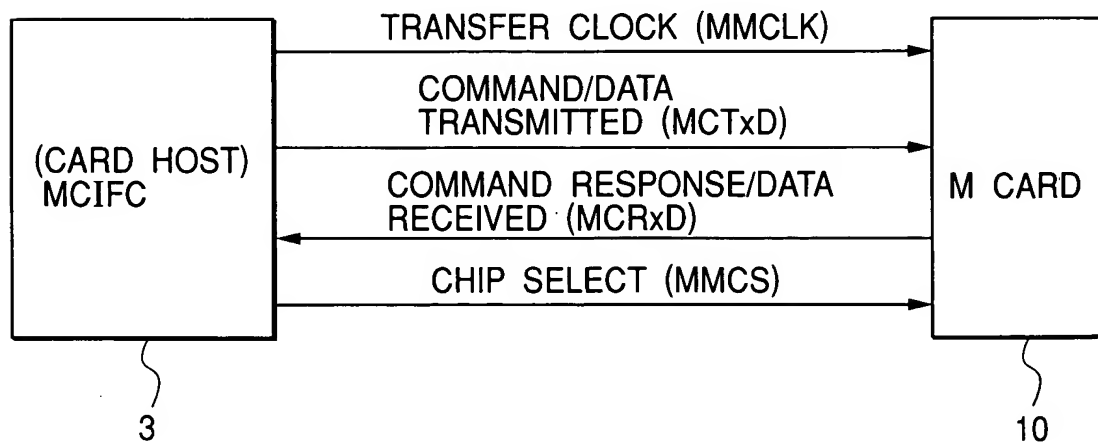 TRANSFER CLOCK (MMCLK)
COMMAND/DATA
TRANSMITTED (MCTxD)
(CARD HOST)
MCIFC
COMMAND RESPONSE/DATA
RECEIVED (MCRxD)
M CARD
CHIP SELECT (MMCS)
3
10